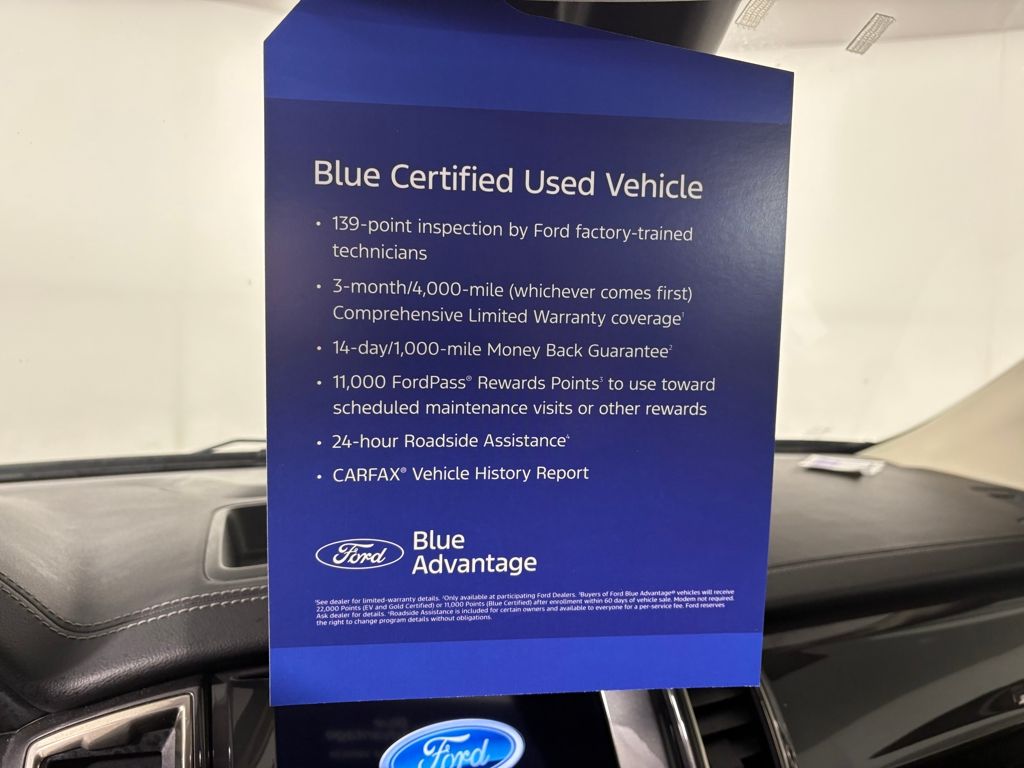 Blue Certified Used Vehicle
• 139-point inspection by Ford factory-trained
technicians
• 3-month/4,000-mile (whichever comes first)
Comprehensive Limited Warranty coverage¹
• 14-day/1,000-mile Money Back Guarantee²
• 11,000 FordPass® Rewards Points³ to use toward
scheduled maintenance visits or other rewards
• 24-hour Roadside Assistance⁴
• CARFAX® Vehicle History Report
Ford
Blue
Advantage
¹See dealer for limited-warranty details. ²Only available at participating Ford Dealers. ³Buyers of Ford Blue Advantage® vehicles will receive
22,000 Points (EV and Gold Certified) or 11,000 Points (Blue Certified) after enrollment within 60 days of vehicle sale. Modem not required.
Ask dealer for details. ⁴Roadside Assistance is included for certain owners and available to everyone for a per-service fee. Ford reserves
the right to change program details without obligations.
Ford